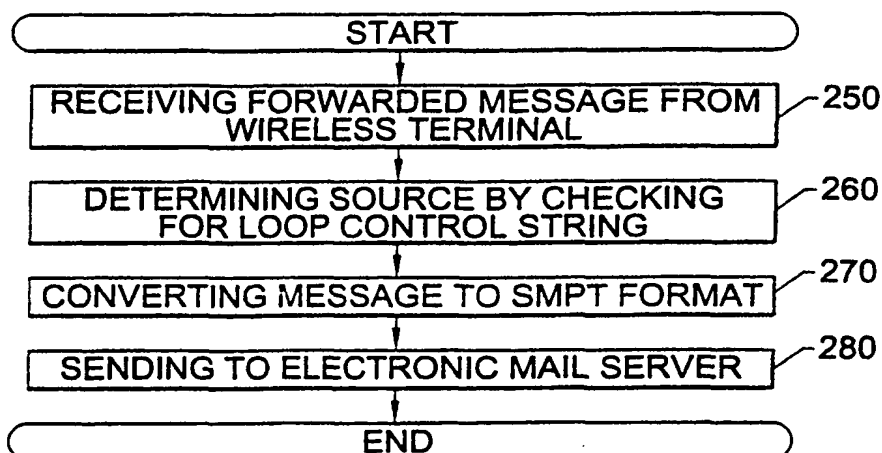 START
RECEIVING FORWARDED MESSAGE FROM
WIRELESS TERMINAL
250
DETERMINING SOURCE BY CHECKING
FOR LOOP CONTROL STRING
260
CONVERTING MESSAGE TO SMPT FORMAT
270
SENDING TO ELECTRONIC MAIL SERVER
280
END